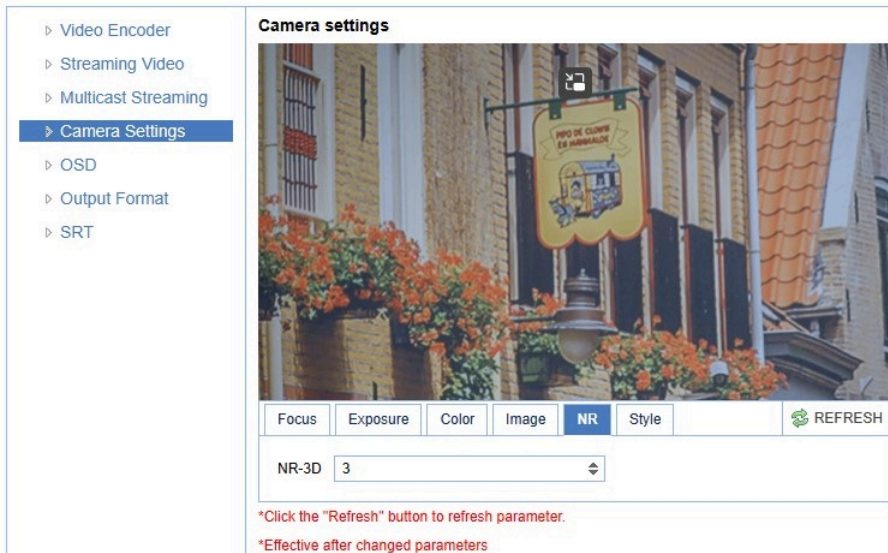 Video Encoder
Streaming Video
Multicast Streaming
Camera Settings
OSD
Output Format
SRT
Camera settings
PIPO DE CLOWN
EN MAMMALOE
Focus
Exposure
Color
Image
NR
Style
REFRESH
NR-3D 3
*Click the "Refresh" button to refresh parameter.
*Effective after changed parameters